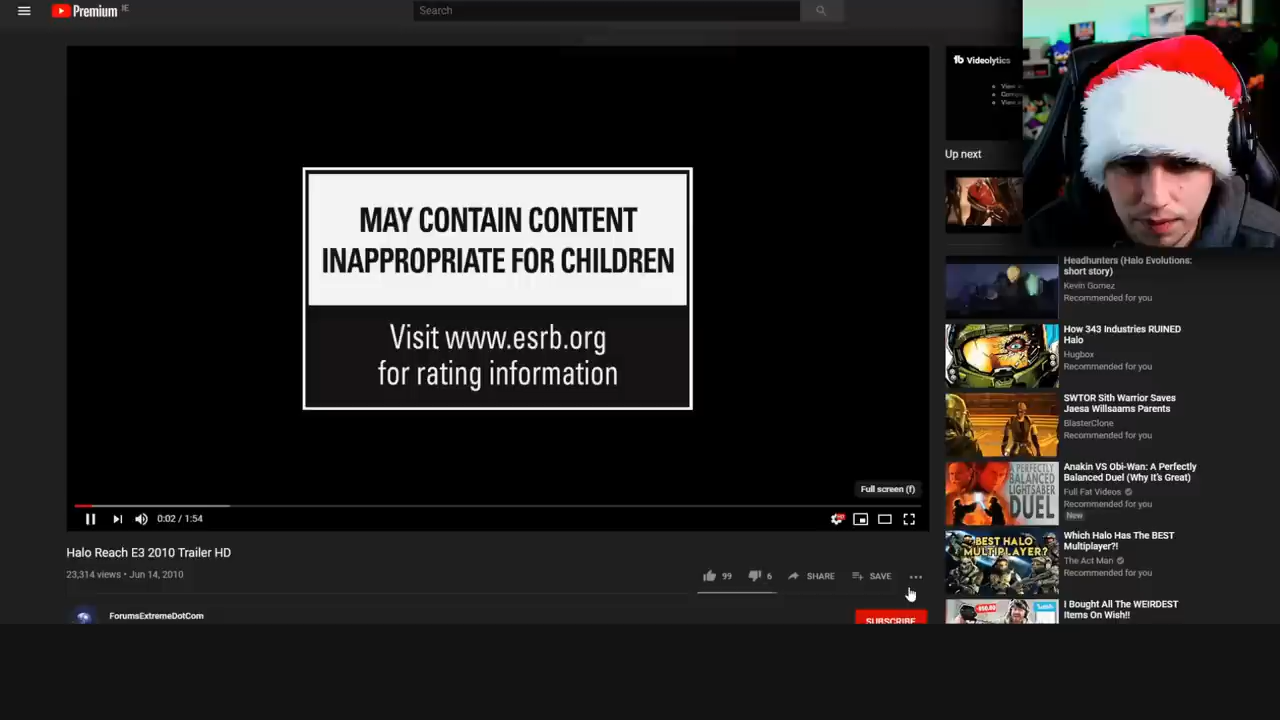 Premium IE
Search
MAY CONTAIN CONTENT
INAPPROPRIATE FOR CHILDREN
Visit www.esrb.org
for rating information
Full screen (f)
0:02 / 1:54
Halo Reach E3 2010 Trailer HD
23,314 views • Jun 14, 2010
99
6
SHARE
SAVE
ForumsExtremeDotCom
SUBSCRIBE
Videolytics
Up next
Headhunters (Halo Evolutions:
short story)
Kevin Gomez
Recommended for you
How 343 Industries RUINED
Halo
Hugbox
Recommended for you
SWTOR Sith Warrior Saves
Jaesa Willsaams Parents
BlasterClone
Recommended for you
A PERFECTLY
BALANCED
LIGHTSABER
DUEL
Anakin VS Obi-Wan: A Perfectly
Balanced Duel (Why It's Great)
Full Fat Videos
Recommended for you
New
BEST HALO
MULTIPLAYER?
Which Halo Has The BEST
Multiplayer?!
The Act Man
Recommended for you
I Bought All The WEIRDEST
Items On Wish!!